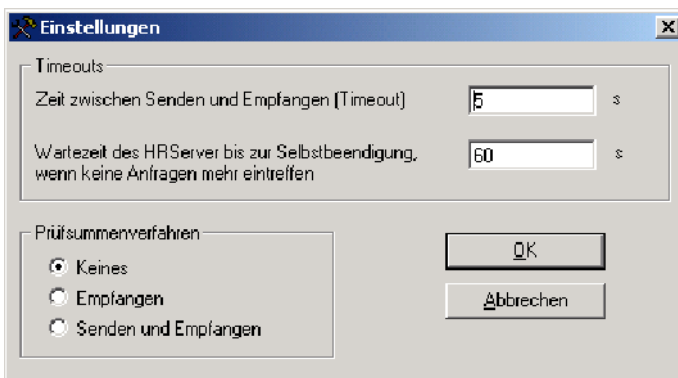 Einstellungen
Timeouts
Zeit zwischen Senden und Empfangen (Timeout) 5 s
Wartezeit des HRServer bis zur Selbstbeendigung, 60 s
wenn keine Anfragen mehr eintreffen
Prüfsummenverfahren
Keines
Empfangen
Senden und Empfangen
OK
Abbrechen